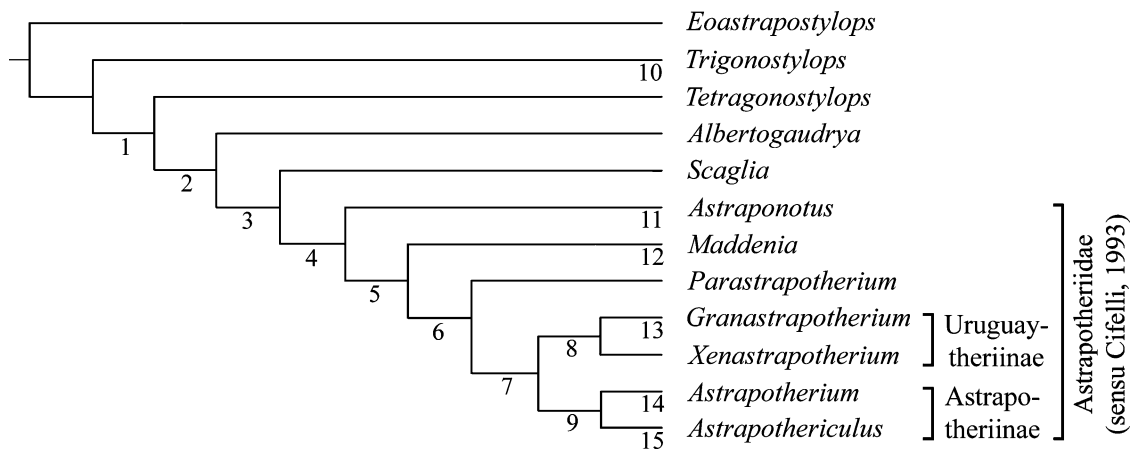 Eoastrapostylops
Trigonostylops
10
Tetragonostylops
1
Albertogaudrya
2
Scaglia
3
Astraponotus
11
4
Maddenia
12
5
Parastrapotherium
6
Granastrapotherium
13
8
Xenastrapotherium
Uruguay-
theriinae
7
Astrapotherium
14
9
Astrapothericulus
15
Astrapo-
theriinae
Astrapotheriidae
(sensu Cifelli, 1993)